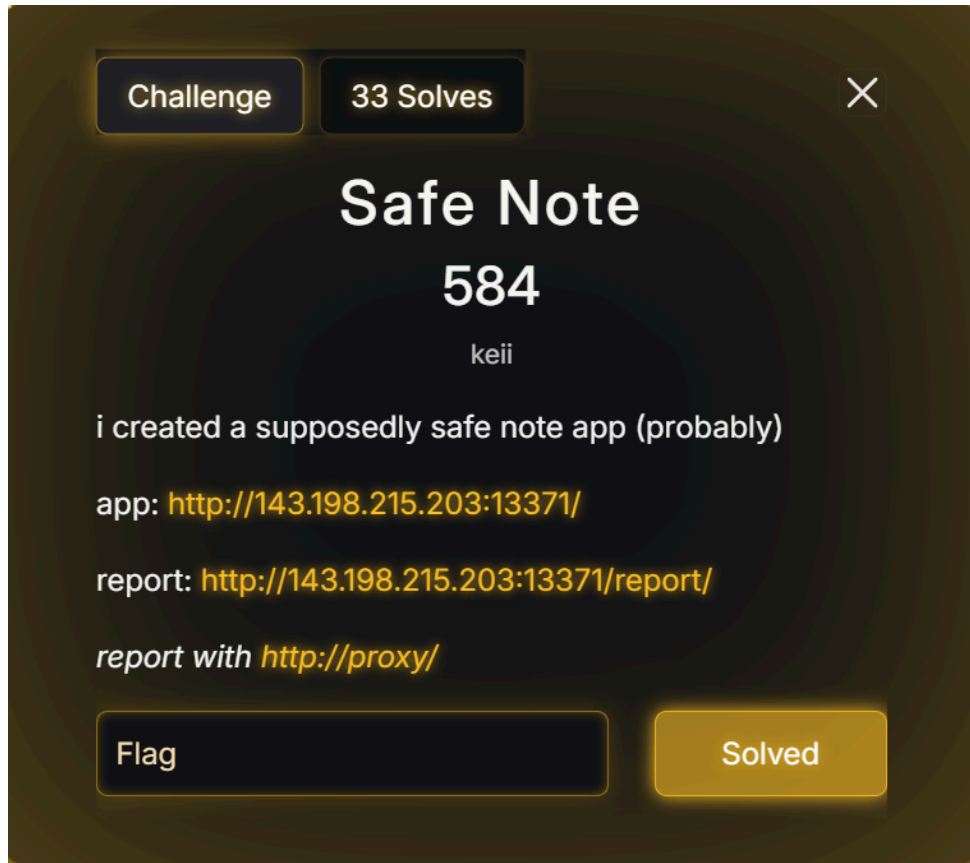 Challenge
33 Solves
Safe Note
584
keii
i created a supposedly safe note app (probably)
app: http://143.198.215.203:13371/
report: http://143.198.215.203:13371/report/
report with http://proxy/
Flag
Solved